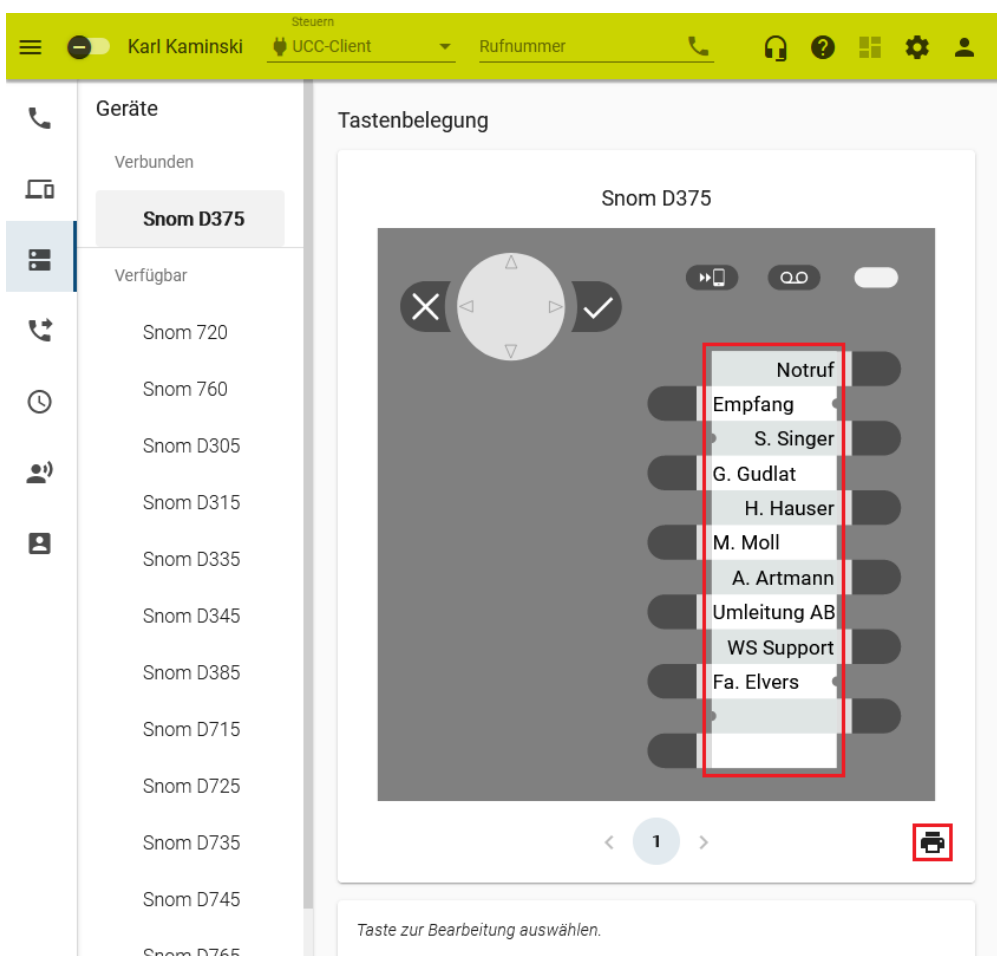 Steuern
Karl Kaminski
UCC-Client
Rufnummer
Geräte
Verbunden
Snom D375
Verfügbar
Snom 720
Snom 760
Snom D305
Snom D315
Snom D335
Snom D345
Snom D385
Snom D715
Snom D725
Snom D735
Snom D745
Snom D765
Tastenbelegung
Snom D375
Notruf
Empfang
S. Singer
G. Gudlat
H. Hauser
M. Moll
A. Artmann
Umleitung AB
WS Support
Fa. Elvers
1
Taste zur Bearbeitung auswählen.